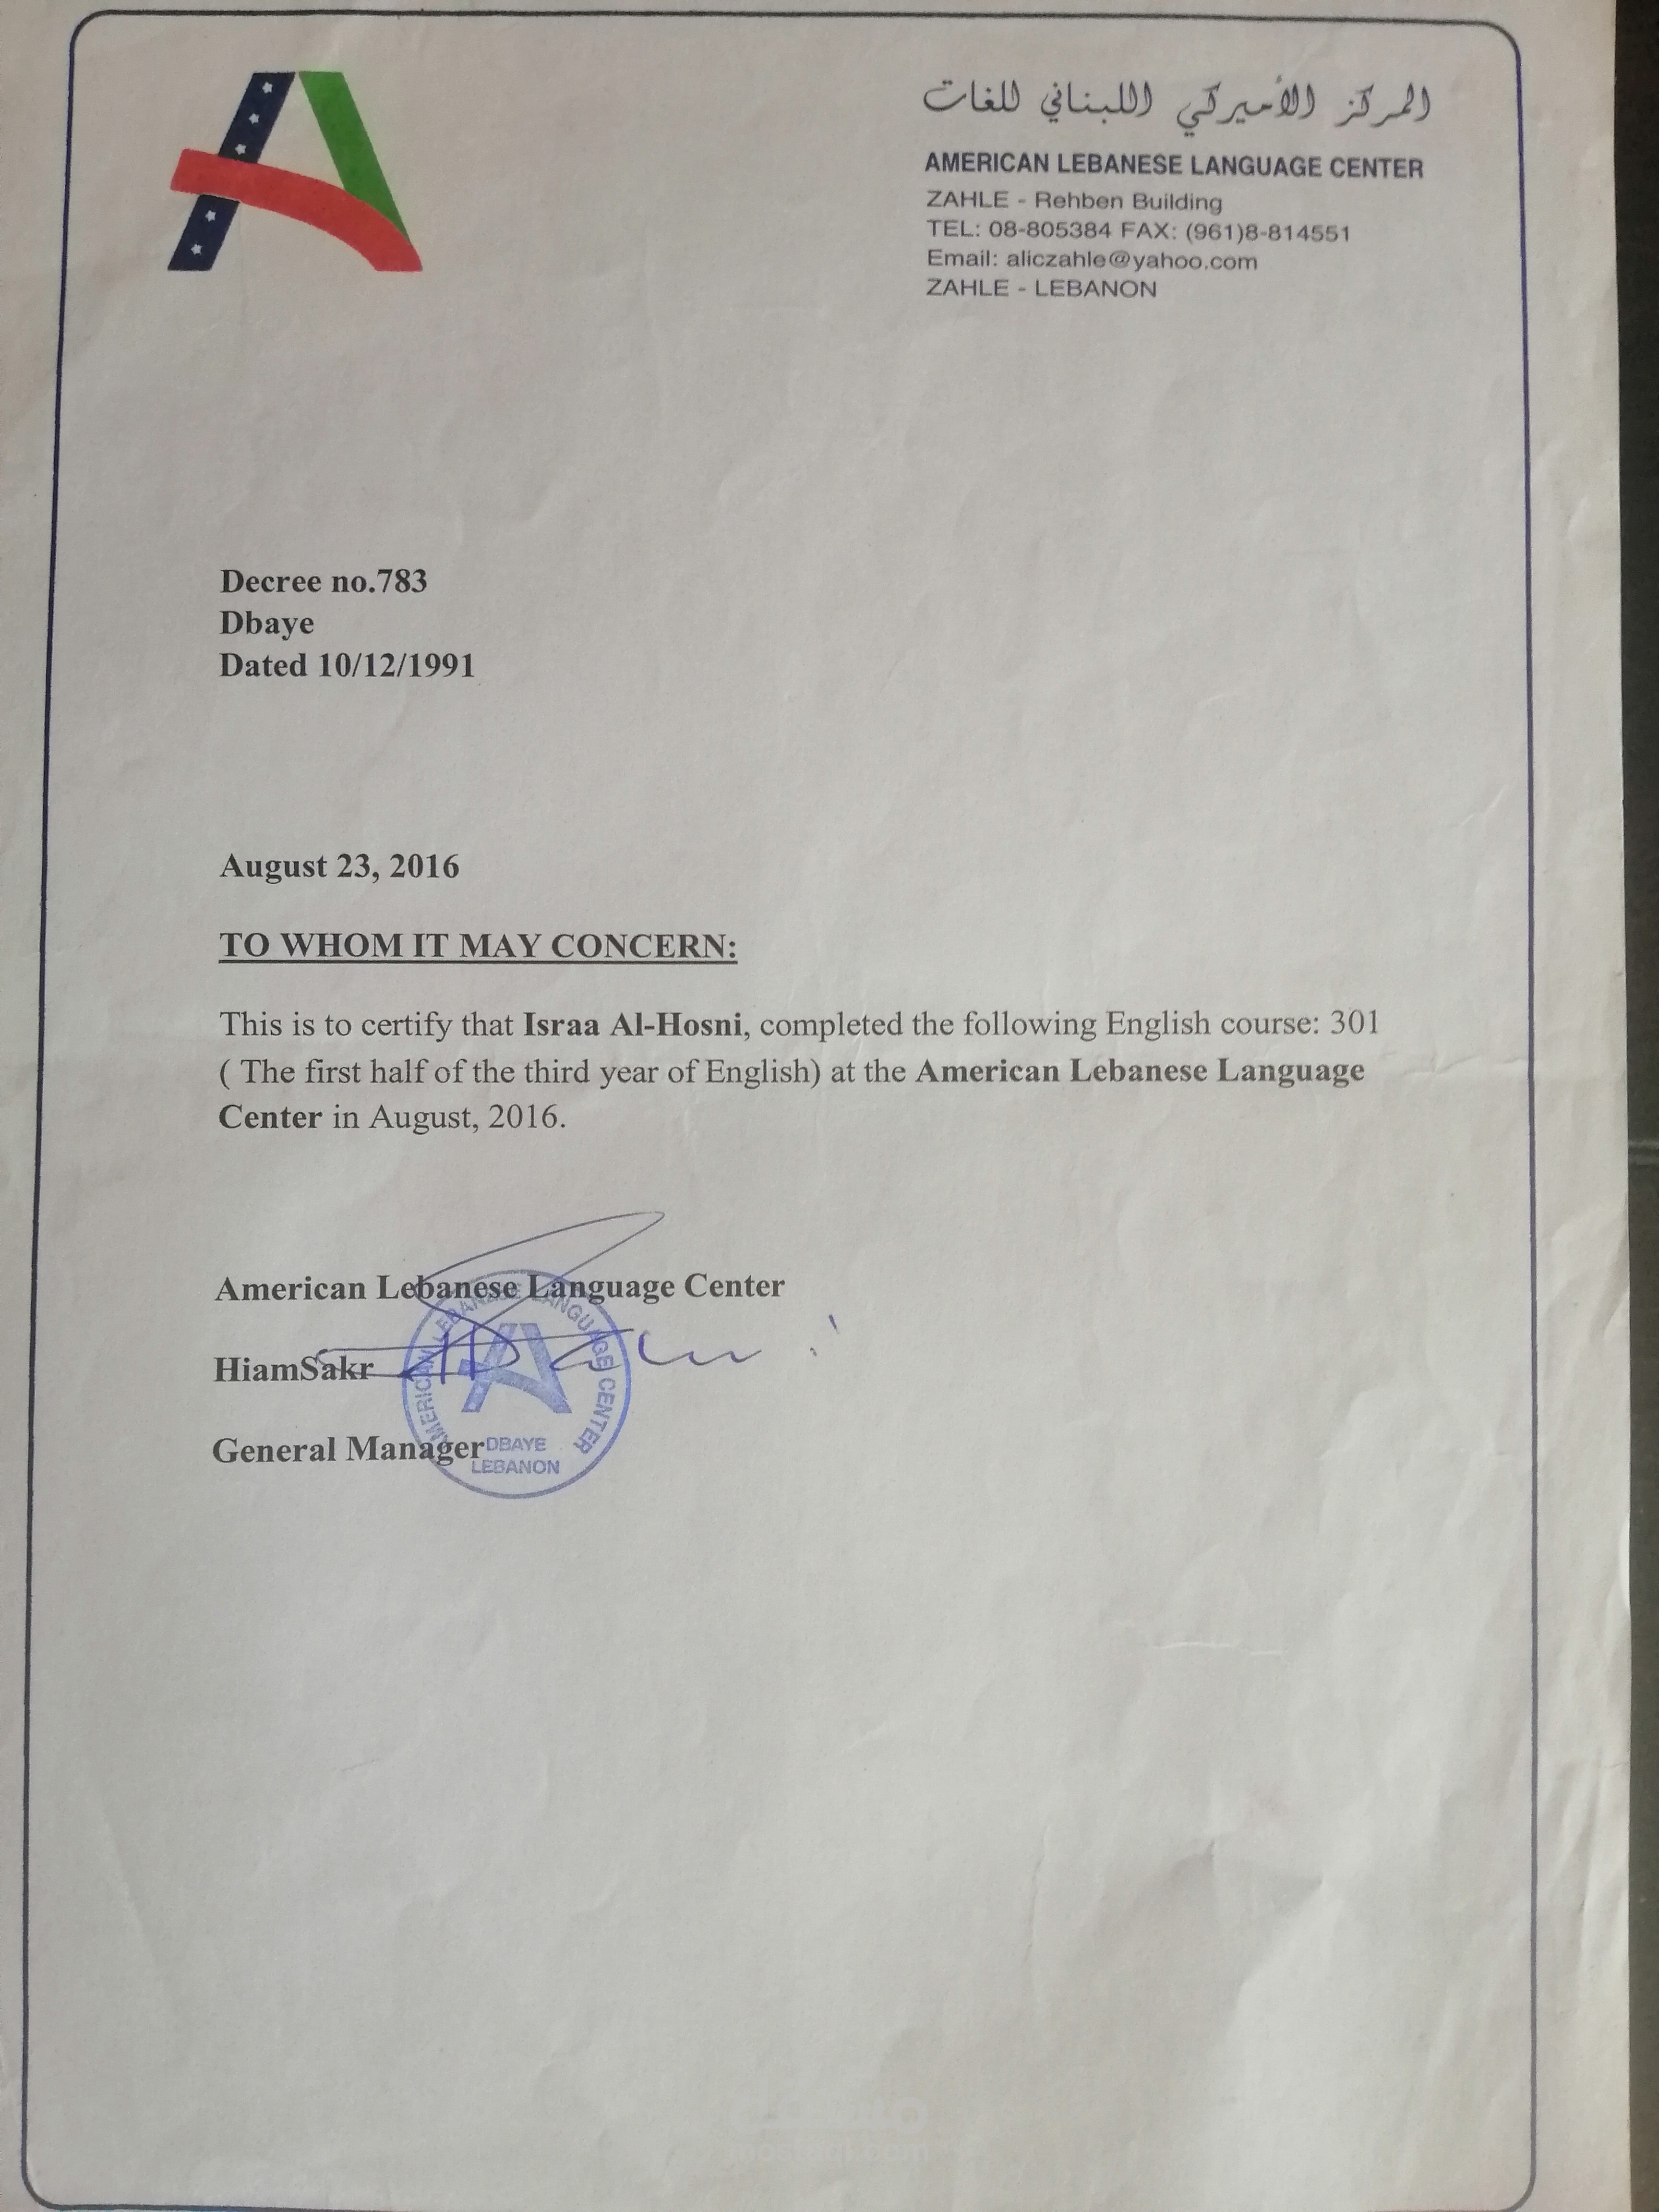 المركز الأميركي اللبناني للغات
AMERICAN LEBANESE LANGUAGE CENTER
ZAHLE - Rehben Building
TEL: 08-805384 FAX: (961)8-814551
Email: aliczahle@yahoo.com
ZAHLE - LEBANON
Decree no.783
Dbaye
Dated 10/12/1991
August 23, 2016
TO WHOM IT MAY CONCERN:
This is to certify that Israa Al-Hosni, completed the following English course: 301
( The first half of the third year of English) at the American Lebanese Language
Center in August, 2016.
American Lebanese Language Center
HiamSakr
General Manager
AMERICAN LEBANESE LANGUAGE CENTER
DBAYE
LEBANON